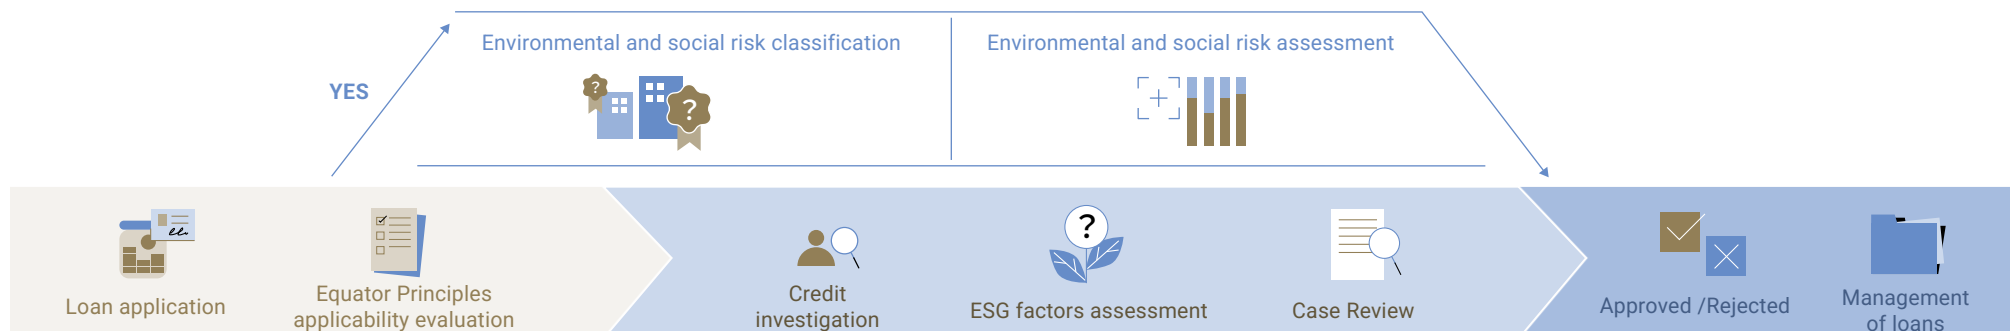 Environmental and social risk classification
Environmental and social risk assessment
YES
?
?
?
Loan application
Equator Principles
applicability evaluation
Credit
investigation
ESG factors assessment
Case Review
Approved /Rejected
Management
of loans